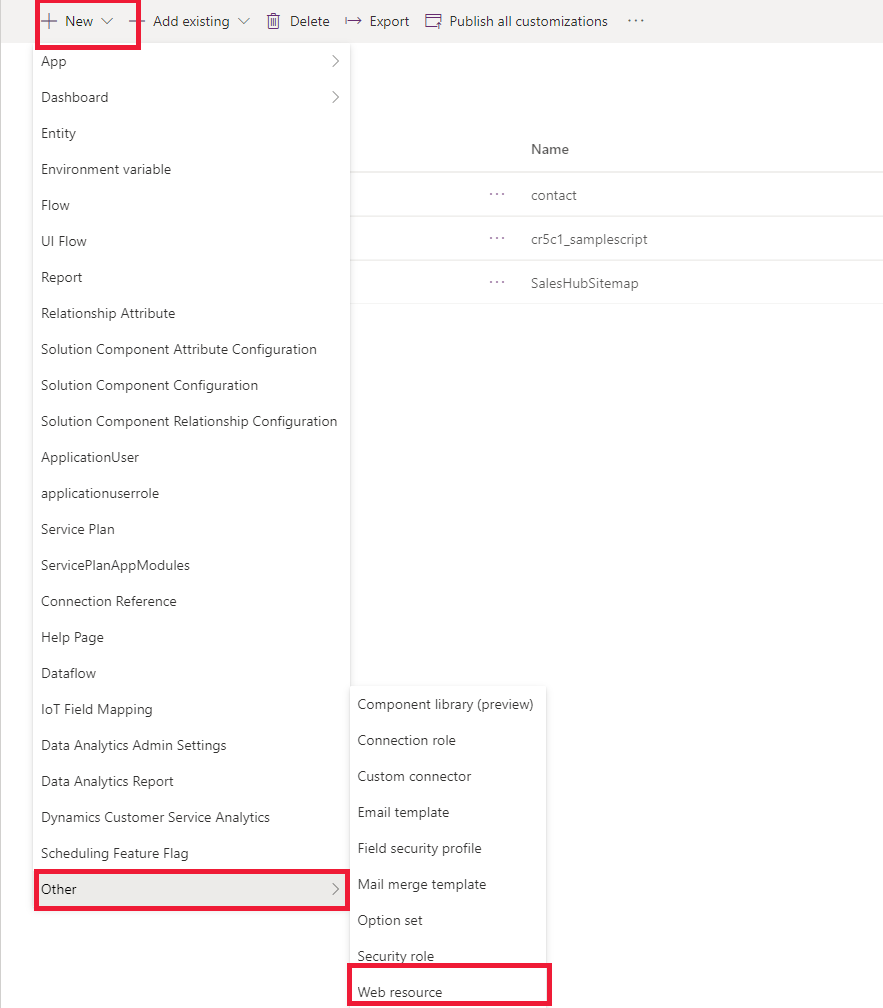 New Add existing Delete Export Publish all customizations ...
App
Dashboard
Entity
Environment variable
Flow
UI Flow
Report
Relationship Attribute
Solution Component Attribute Configuration
Solution Component Configuration
Solution Component Relationship Configuration
ApplicationUser
applicationuserrole
Service Plan
ServicePlanAppModules
Connection Reference
Help Page
Dataflow
IoT Field Mapping
Data Analytics Admin Settings
Data Analytics Report
Dynamics Customer Service Analytics
Scheduling Feature Flag
Other
Component library (preview)
Connection role
Custom connector
Email template
Field security profile
Mail merge template
Option set
Security role
Web resource
Name
... contact
... cr5c1_samplescript
... SalesHubSitemap